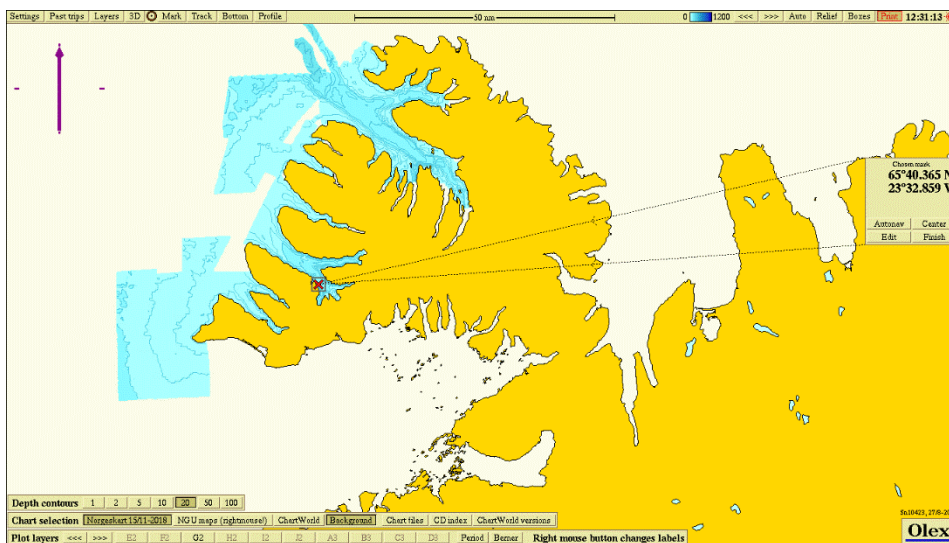 Settings Past trips Layers 3D Mark Track Bottom Profile 50 nm 0 1200 <<< >>> Auto Relief Boxes 12:31:13
Chosen mark
65°40.365 N
23°32.859 V
Autonav Center
Edit Finish
Depth contours 1 2 5 10 20 50 100
Chart selection Norgeskart 15/11-2018 NGU maps (rightmouse!) ChartWorld Background Chart files CD index ChartWorld versions
Plot layers <<< >>> E2 F2 G2 H2 I2 J2 A3 B3 C3 D3 Period Berner Right mouse button changes labels
Olex